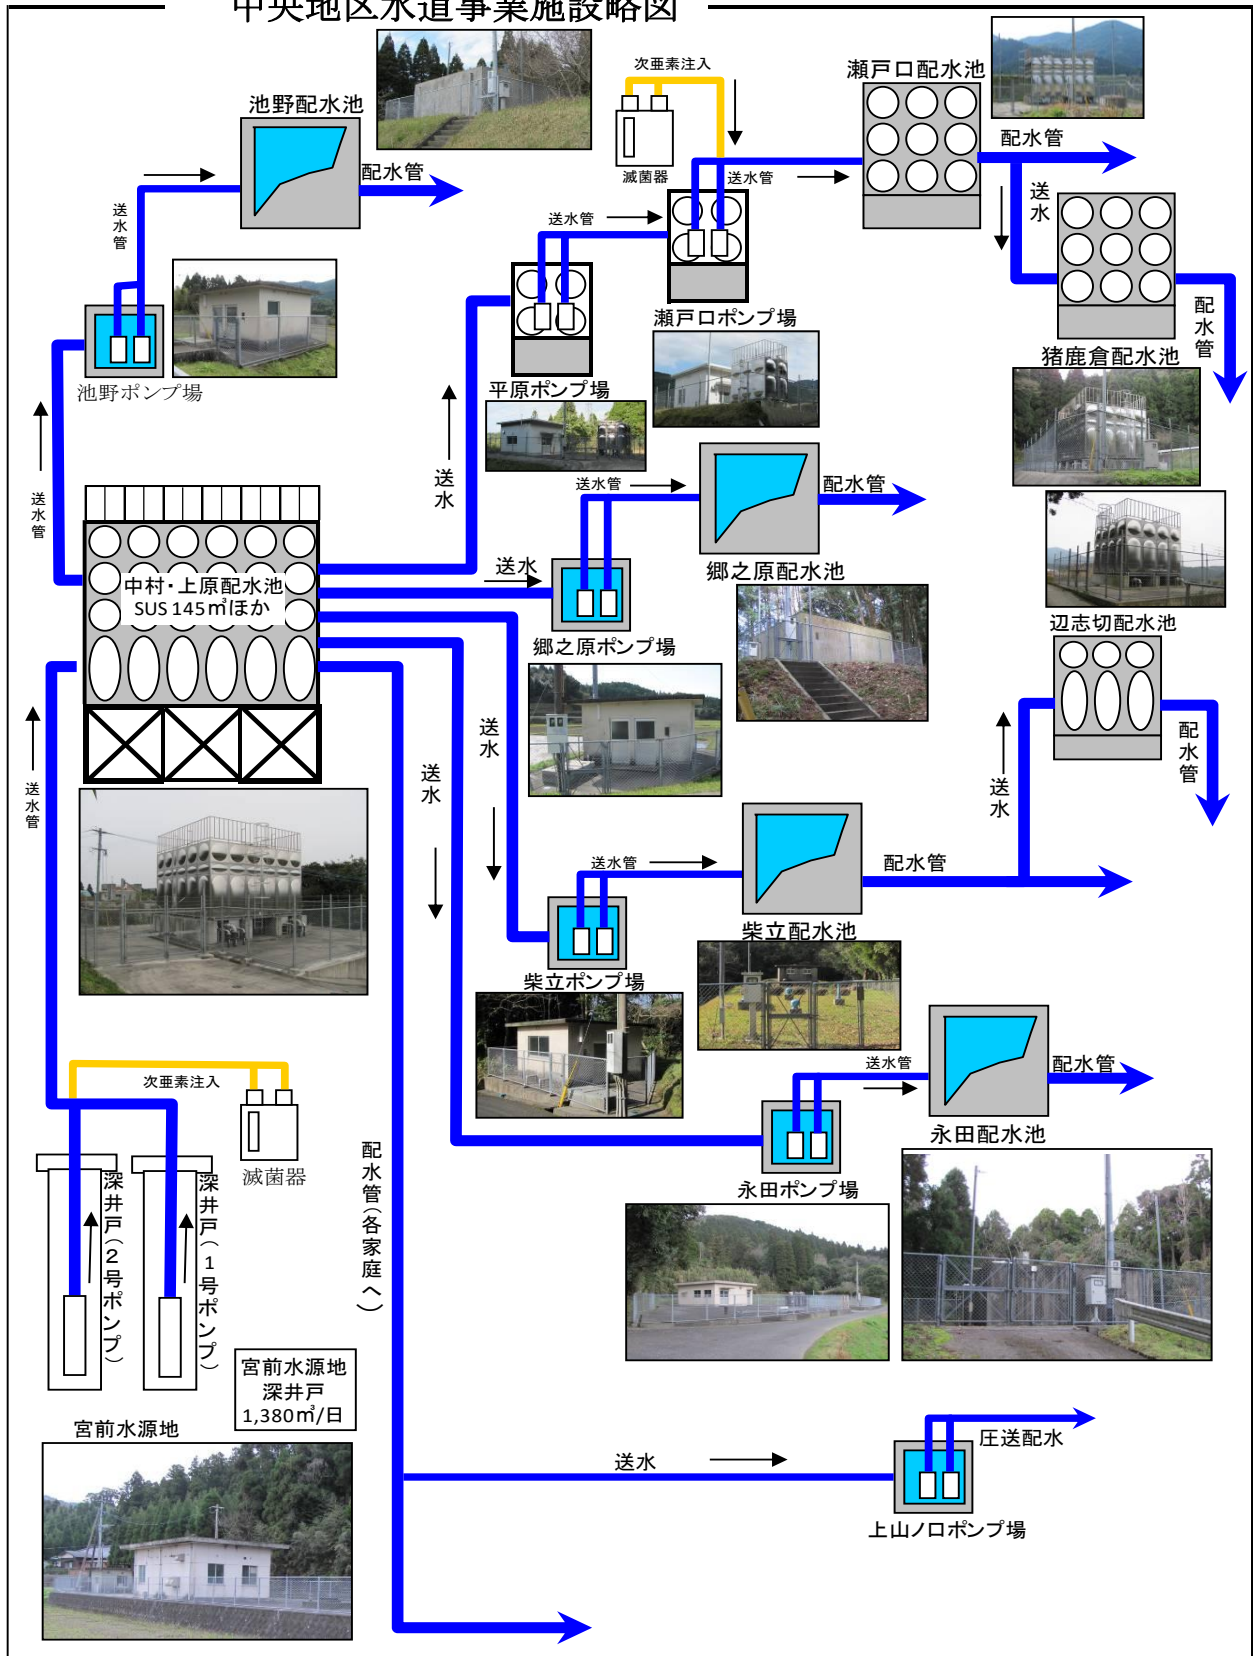 中央地区水道事業施設略図
池野配水池
配水管
送水管
池野ポンプ場
送水管
次亜素注入
滅菌器
送水管
瀬戸口配水池
配水管
送水
猪鹿倉配水池
配水管
送水管
瀬戸口ポンプ場
平原ポンプ場
送水
送水管
配水管
郷之原配水池
送水
郷之原ポンプ場
中村・上原配水池
SUS 145㎥ほか
辺志切配水池
配水管
送水
送水
送水
送水管
送水管
配水管
柴立配水池
柴立ポンプ場
送水管
配水管
永田配水池
永田ポンプ場
次亜素注入
滅菌器
深井戸(2号ポンプ)
深井戸(1号ポンプ)
配水管(各家庭へ)
宮前水源地
深井戸
1,380㎥/日
宮前水源地
送水
圧送配水
上山ノ口ポンプ場